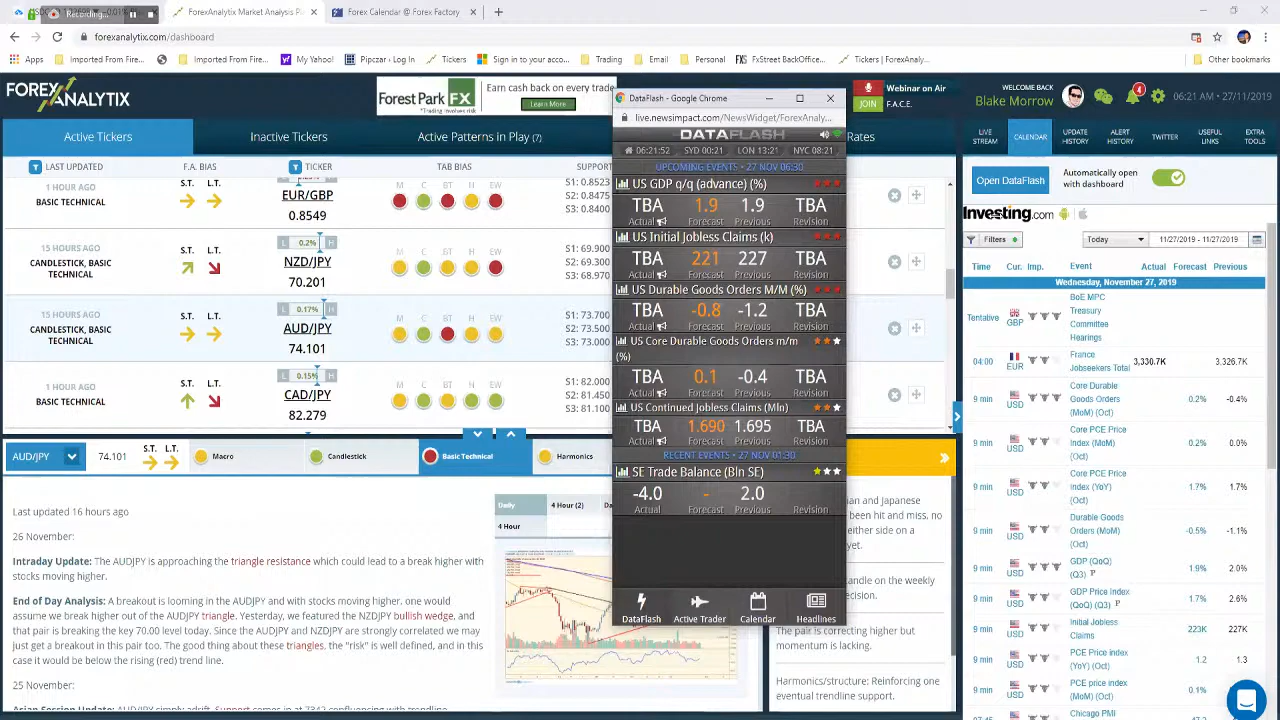 Recording...
ForexAnalytix - Forex Market P
Forex Calendar @ Forex Factory
forexanalytix.com/dashboard
Apps
Imported From Fire...
Imported From Fire...
My Yahoo!
Pipczar › Log In
Tickers
Sign in to your acco...
Trading
Email
Personal
FxStreet BackOffice...
Tickers | ForexAnaly...
Other bookmarks
FOREX
ANALYTIX
Forest Park FX
*Trading involves risk
Earn cash back on every trade
Learn More
Webinar on Air
JOIN
F.A.C.E.
WELCOME BACK
Blake Morrow
4
06:21 AM - 27/11/2019
Active Tickers
Inactive Tickers
Active Patterns in Play (?)
Rates
LIVE STREAM
CALENDAR
UPDATE HISTORY
ALERT HISTORY
TWITTER
USEFUL LINKS
EXTRA TOOLS
LAST UPDATED
F.A. BIAS
TICKER
TAB BIAS
SUPPORT
1 HOUR AGO
BASIC TECHNICAL
S.T. L.T.
EUR/GBP
0.8549
M C BT N EW
S1: 0.8523
S2: 0.8475
S3: 0.8400
15 HOURS AGO
CANDLESTICK, BASIC
TECHNICAL
S.T. L.T.
L 0.2% H
NZD/JPY
70.201
M C BT N EW
S1: 69.900
S2: 69.300
S3: 68.970
15 HOURS AGO
CANDLESTICK, BASIC
TECHNICAL
S.T. L.T.
L 0.17% H
AUD/JPY
74.101
M C BT N EW
S1: 73.700
S2: 73.500
S3: 73.000
1 HOUR AGO
BASIC TECHNICAL
S.T. L.T.
L 0.15% H
CAD/JPY
82.279
M C BT N EW
S1: 82.000
S2: 81.450
S3: 81.100
AUD/JPY
74.101
S.T. L.T.
Macro
Candlestick
Basic Technical
Harmonics
Last updated 16 hours ago
26 November:
Intraday Update: The AUDJPY is approaching the triangle resistance which could lead to a break higher with
stocks moving higher.
End of Day Analysis: A breakout is looming in the AUDJPY and with stocks moving higher, one would
assume we break higher out of the AUDJPY triangle. Yesterday, we featured the NZDJPY bullish wedge, and
that pair is breaking the key 70.00 level today. Since the AUDJPY and NZDJPY are strongly correlated we may
just get a breakout in this pair too. The good thing about these triangles, the "risk" is well defined, and in this
case it would be below the rising (red) trend line.
25 November:
Daily
4 Hour (2)
4 Hour
DataFlash - Google Chrome
live.newsimpact.com/NewsWidget/ForexAnaly...
DATAFLASH
06:21:52
SYD 00:21
LON 13:21
NYC 08:21
UPCOMING EVENTS • 27 NOV 06:30
US GDP q/q (advance) (%)
TBA 1.9 1.9 TBA
Actual Forecast Previous Revision
US Initial Jobless Claims (k)
TBA 221 227 TBA
Actual Forecast Previous Revision
US Durable Goods Orders M/M (%)
TBA -0.8 -1.2 TBA
Actual Forecast Previous Revision
US Core Durable Goods Orders m/m
(%)
TBA 0.1 -0.4 TBA
Actual Forecast Previous Revision
US Continued Jobless Claims (Mln)
TBA 1.690 1.695 TBA
Actual Forecast Previous Revision
RECENT EVENTS • 27 NOV 01:30
SE Trade Balance (Bln SE)
-4.0 - 2.0
Actual Forecast Previous
DataFlash
Active Trader
Calendar
Headlines
an and Japanese
been hit and miss, no
either side on a
yet.
candle on the weekly
decision.
The pair is correcting higher but
momentum is lacking.
Harmonics/structure: Reinforcing one
eventual trendline support.
Open DataFlash
Automatically open
with dashboard
Investing.com
Filters
Today
11/27/2019 - 11/27/2019
Time Cur. Imp. Event Actual Forecast Previous
Wednesday, November 27, 2019
Tentative GBP BoE MPC Treasury Committee Hearings
04:00 EUR France Jobseekers Total 3,330.7K 3,326.7K
9 min USD Core Durable Goods Orders (MoM) (Oct) 0.2% -0.4%
9 min USD Core PCE Price Index (MoM) (Oct) 0.2% 0.0%
9 min USD Core PCE Price Index (YoY) (Oct) 1.7% 1.7%
9 min USD Durable Goods Orders (MoM) (Oct) -0.5% -1.1%
9 min USD GDP (QoQ) (Q3) P 1.9% 2.0%
9 min USD GDP Price Index (QoQ) (Q3) P 1.7% 2.6%
9 min USD Initial Jobless Claims 223K 227K
9 min USD PCE price index (YoY) (Oct) 1.2 1.3
9 min USD PCE price index (MoM) (Oct) 0.1%
Chicago PMI